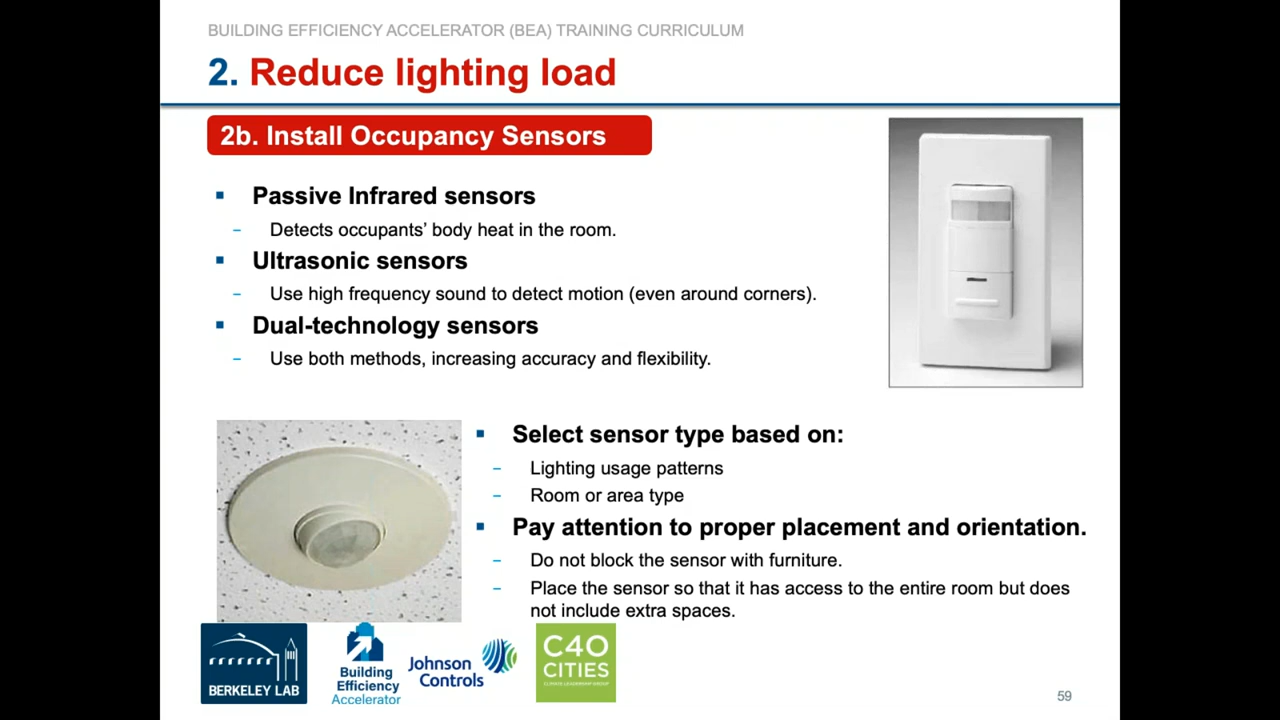 BUILDING EFFICIENCY ACCELERATOR (BEA) TRAINING CURRICULUM
2. Reduce lighting load
2b. Install Occupancy Sensors
▪ Passive Infrared sensors
– Detects occupants’ body heat in the room.
▪ Ultrasonic sensors
– Use high frequency sound to detect motion (even around corners).
▪ Dual-technology sensors
– Use both methods, increasing accuracy and flexibility.
▪ Select sensor type based on:
– Lighting usage patterns
– Room or area type
▪ Pay attention to proper placement and orientation.
– Do not block the sensor with furniture.
– Place the sensor so that it has access to the entire room but does
not include extra spaces.
BERKELEY LAB
Building
Efficiency
Accelerator
Johnson
Controls
C40
CITIES
CLIMATE LEADERSHIP GROUP
59